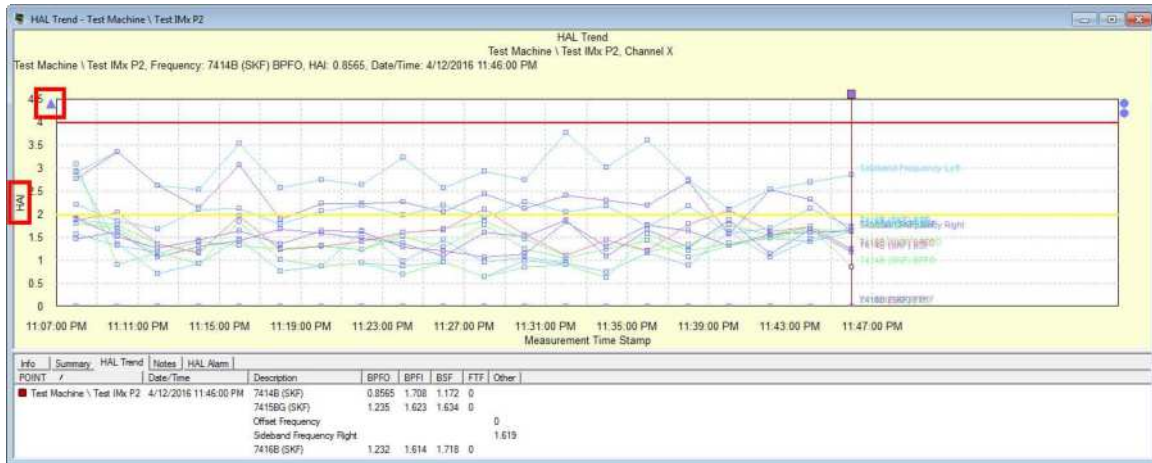 HAL Trend - Test Machine \ Test IMx P2
HAL Trend
Test Machine \ Test IMx P2, Channel X
Test Machine \ Test IMx P2, Frequency: 7414B (SKF) BPFO, HAI: 0.8565, Date/Time: 4/12/2016 11:46:00 PM
4.5
4
3.5
3
2.5
2
1.5
1
0.5
0
HAI
Sideband Frequency Left
Frequency Right
7414B (SKF) BPFO
11:07:00 PM 11:11:00 PM 11:15:00 PM 11:19:00 PM 11:23:00 PM 11:27:00 PM 11:31:00 PM 11:35:00 PM 11:39:00 PM 11:43:00 PM 11:47:00 PM
Measurement Time Stamp
Info Summary HAL Trend Notes HAL Alarm
POINT / Date/Time Description BPFO BPFI BSF FTF Other
Test Machine \ Test IMx P2 4/12/2016 11:46:00 PM 7414B (SKF) 0.8565 1.708 1.172 0
7415BG (SKF) 1.235 1.623 1.634 0
Offset Frequency 0
Sideband Frequency Right 1.619
7416B (SKF) 1.232 1.614 1.718 0